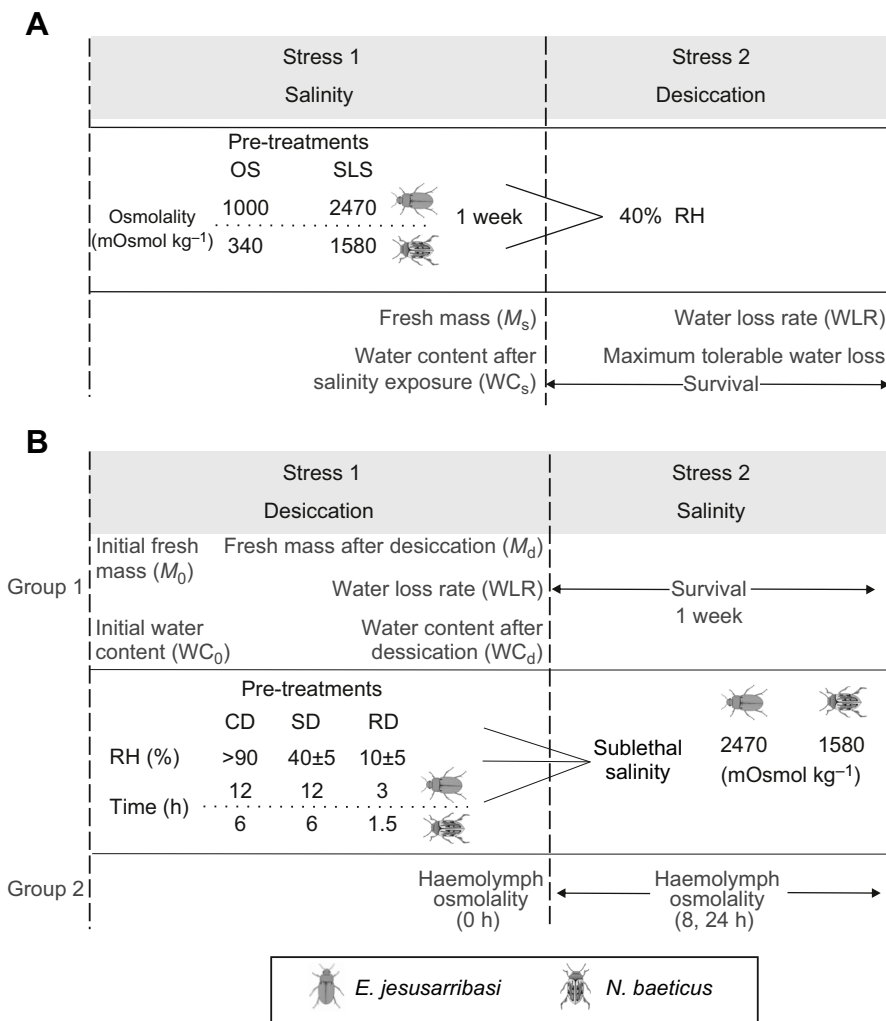 A
Stress 1
Salinity
Stress 2
Desiccation
Pre-treatments
OS SLS
Osmolality
(mOsmol kg⁻¹)
1000 2470
340 1580
1 week
40% RH
Fresh mass (Ms)
Water content after
salinity exposure (WCs)
Water loss rate (WLR)
Maximum tolerable water loss
Survival
B
Stress 1
Desiccation
Stress 2
Salinity
Group 1
Initial fresh
mass (M0)
Fresh mass after desiccation (Md)
Water loss rate (WLR)
Initial water
content (WC0)
Water content after
dessication (WCd)
Survival
1 week
Pre-treatments
CD SD RD
RH (%) >90 40±5 10±5
Time (h)
12 12 3
6 6 1.5
Sublethal
salinity
2470 1580
(mOsmol kg⁻¹)
Group 2
Haemolymph
osmolality
(0 h)
Haemolymph
osmolality
(8, 24 h)
E. jesusarribasi N. baeticus